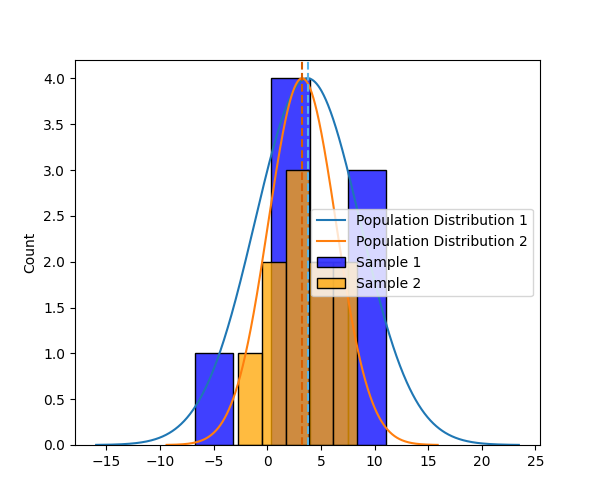 4.0
3.5
3.0
2.5
2.0
1.5
1.0
0.5
0.0
Count
Population Distribution 1
Population Distribution 2
Sample 1
Sample 2
−15 −10 −5 0 5 10 15 20 25